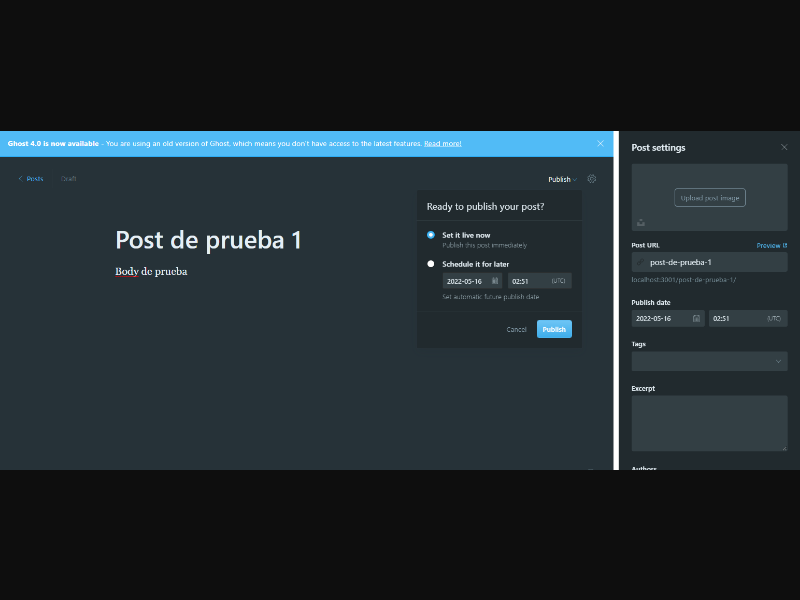 Ghost 4.0 is now available - You are using an old version of Ghost, which means you don't have access to the latest features. Read more!
Posts
Draft
Publish
Ready to publish your post?
Set it live now
Publish this post immediately
Schedule it for later
2022-05-16
02:51
(UTC)
Set automatic future publish date
Cancel
Publish
Post de prueba 1
Body de prueba
Post settings
Upload post image
Post URL
Preview
post-de-prueba-1
localhost:3001/post-de-prueba-1/
Publish date
2022-05-16
02:51
(UTC)
Tags
Excerpt
Authors